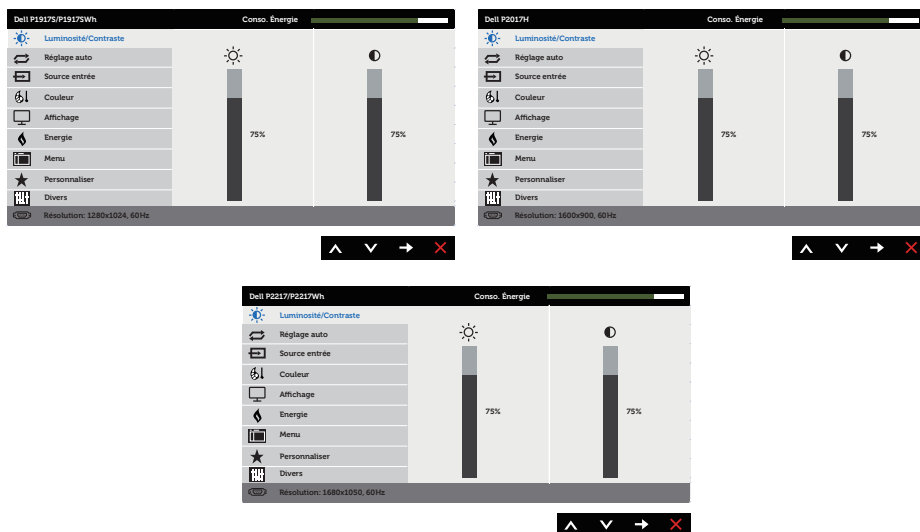 Dell P1917S/P1917SWh Conso. Énergie
Luminosité/Contraste
Réglage auto
Source entrée
Couleur
Affichage
Energie
75% 75%
Menu
Personnaliser
Divers
Résolution: 1280x1024, 60Hz
Dell P2017H Conso. Énergie
Luminosité/Contraste
Réglage auto
Source entrée
Couleur
Affichage
Energie
75% 75%
Menu
Personnaliser
Divers
Résolution: 1600x900, 60Hz
Dell P2217/P2217Wh Conso. Énergie
Luminosité/Contraste
Réglage auto
Source entrée
Couleur
Affichage
Energie
75% 75%
Menu
Personnaliser
Divers
Résolution: 1680x1050, 60Hz